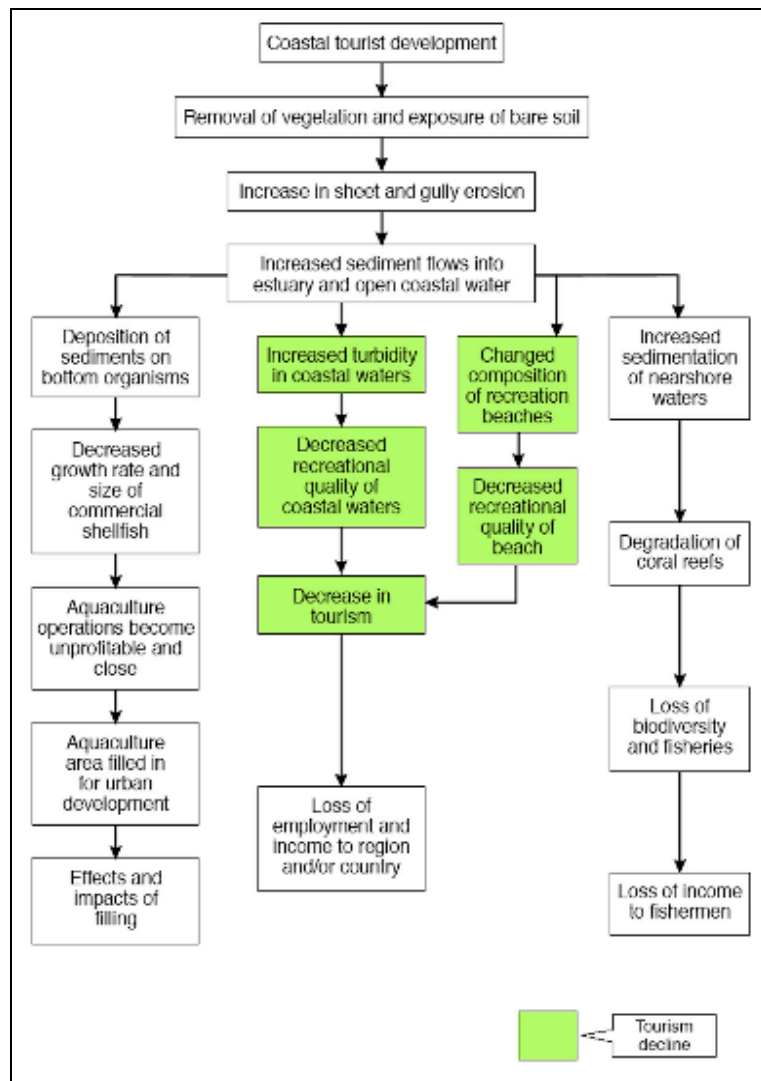 Coastal tourist development
Removal of vegetation and exposure of bare soil
Increase in sheet and gully erosion
Increased sediment flows into
estuary and open coastal water
Deposition of
sediments on
bottom organisms
Decreased
growth rate and
size of
commercial
shellfish
Aquaculture
operations become
unprofitable and
close
Aquaculture
area filled in
for urban
development
Effects and
impacts of
filling
Increased turbidity
in coastal waters
Decreased
recreational
quality of
coastal waters
Decrease in
tourism
Loss of
employment and
income to region
and/or country
Changed
composition
of recreation
beaches
Decreased
recreational
quality of
beach
Increased
sedimentation
of nearshore
waters
Degradation of
coral reefs
Loss of
biodiversity
and fisheries
Loss of income
to fishermen
Tourism
decline